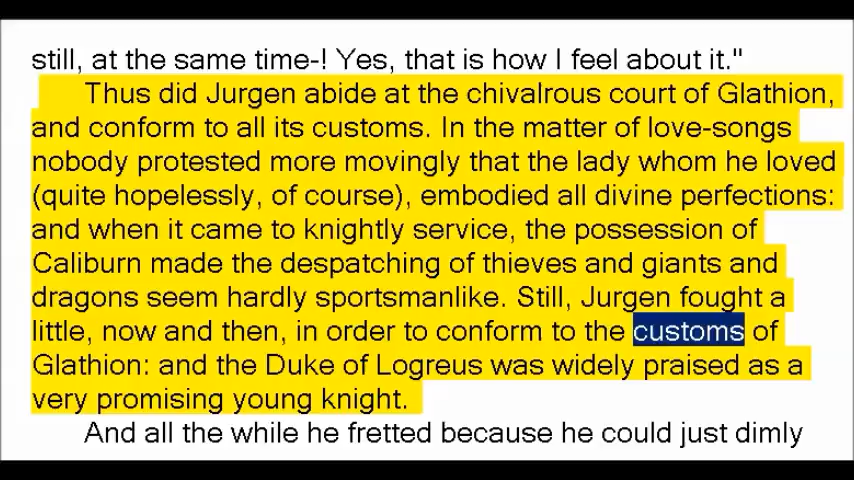 still, at the same time-! Yes, that is how I feel about it."
Thus did Jurgen abide at the chivalrous court of Glathion,
and conform to all its customs. In the matter of love-songs
nobody protested more movingly that the lady whom he loved
(quite hopelessly, of course), embodied all divine perfections:
and when it came to knightly service, the possession of
Caliburn made the despatching of thieves and giants and
dragons seem hardly sportsmanlike. Still, Jurgen fought a
little, now and then, in order to conform to the customs of
Glathion: and the Duke of Logreus was widely praised as a
very promising young knight.
And all the while he fretted because he could just dimly